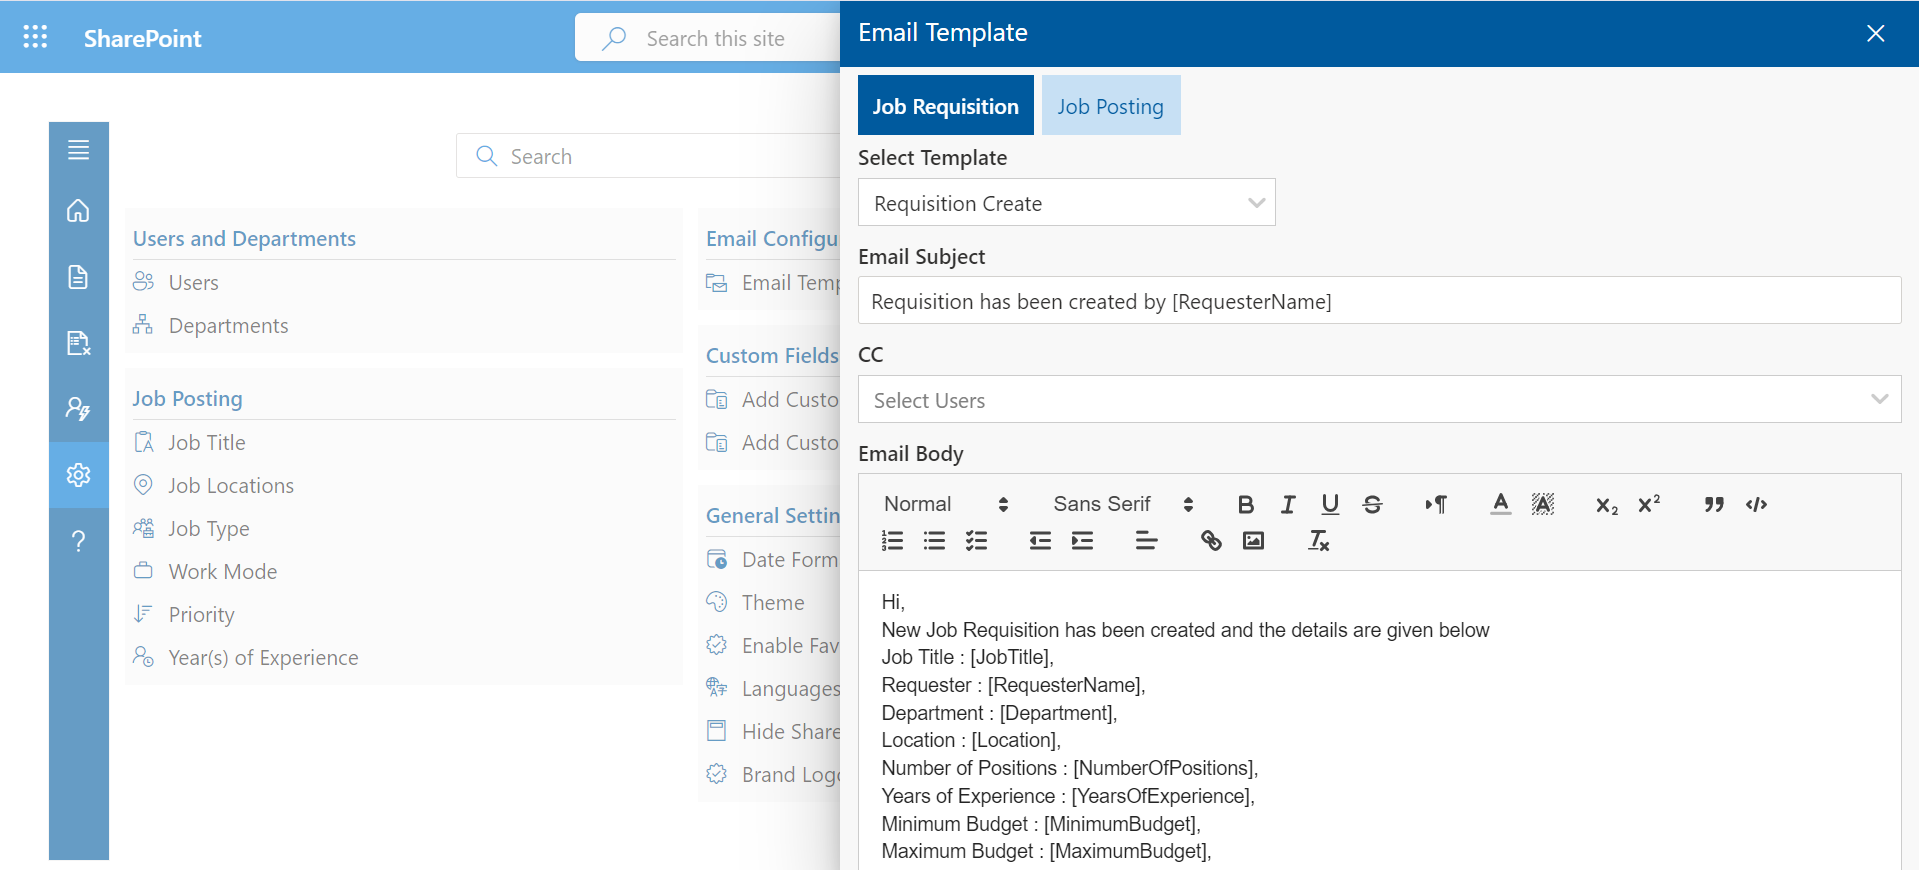 SharePoint
Search this site
Search
Users and Departments
Users
Departments
Job Posting
Job Title
Job Locations
Job Type
Work Mode
Priority
Year(s) of Experience
Email Configu
Email Temp
Custom Fields
Add Custo
Add Custo
General Settin
Date Form
Theme
Enable Fav
Languages
Hide Share
Brand Logo
Email Template
Job Requisition
Job Posting
Select Template
Requisition Create
Email Subject
Requisition has been created by [RequesterName]
CC
Select Users
Email Body
Normal Sans Serif
Hi,
New Job Requisition has been created and the details are given below
Job Title : [JobTitle],
Requester : [RequesterName],
Department : [Department],
Location : [Location],
Number of Positions : [NumberOfPositions],
Years of Experience : [YearsOfExperience],
Minimum Budget : [MinimumBudget],
Maximum Budget : [MaximumBudget],